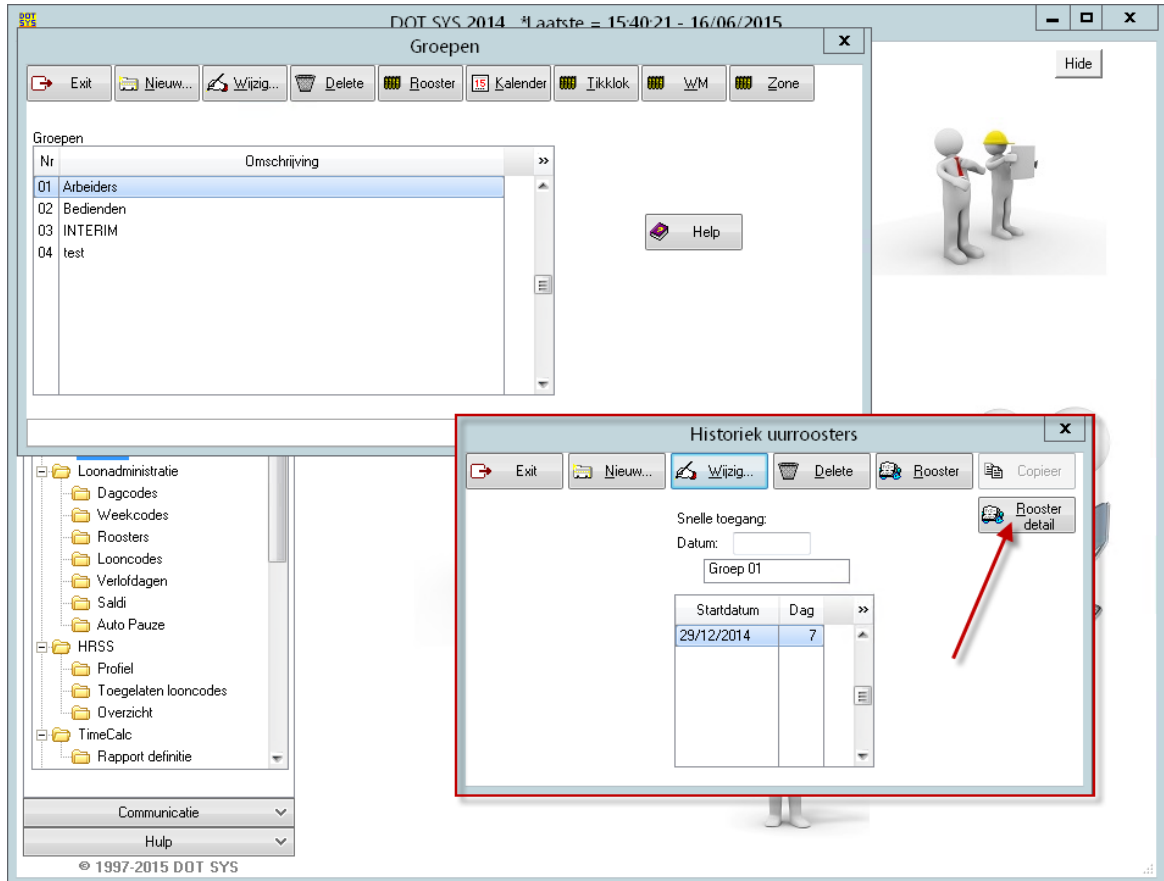 DOT SYS
DOT SYS 2014 *Laatste = 15:40:21 - 16/06/2015
Hide
Groepen
Exit Nieuw... Wijzig... Delete Rooster 15 Kalender Tikklok WM Zone
Groepen
Nr Omschrijving »
01 Arbeiders
02 Bedienden
03 INTERIM
04 test
Help
Historiek uurroosters
Exit Nieuw... Wijzig... Delete Rooster Copieer
Rooster detail
Snelle toegang:
Datum:
Groep 01
Startdatum Dag »
29/12/2014 7
Loonadministratie
Dagcodes
Weekcodes
Roosters
Looncodes
Verlofdagen
Saldi
Auto Pauze
HRSS
Profiel
Toegelaten looncodes
Overzicht
TimeCalc
Rapport definitie
Communicatie
Hulp
© 1997-2015 DOT SYS